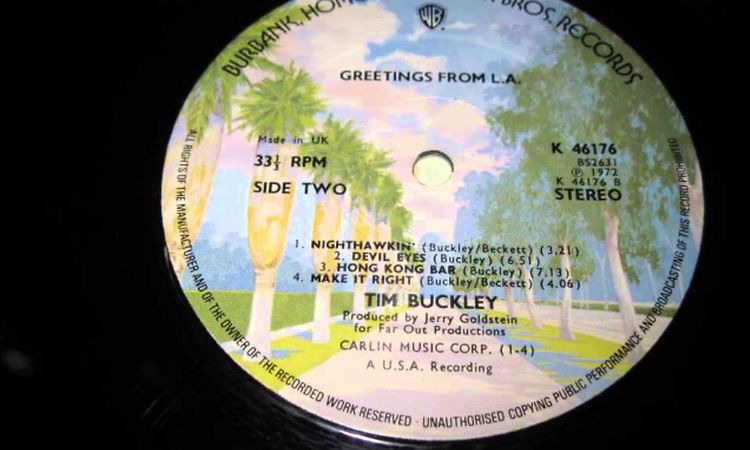 BURBANK, HOME OF WARNER BROS. RECORDS
WB
GREETINGS FROM L.A.
Made in UK
33⅓ RPM
SIDE TWO
K 46176
BS2631
Ⓟ 1972
K 46176 B
STEREO
1. NIGHTHAWKIN' (Buckley/Beckett) (3.21)
2. DEVIL EYES (Buckley) (6.51)
3. HONG KONG BAR (Buckley) (7.13)
4. MAKE IT RIGHT (Buckley/Beckett) (4.06)
TIM BUCKLEY
Produced by Jerry Goldstein
for Far Out Productions
CARLIN MUSIC CORP. (1-4)
A U.S.A. Recording
ALL RIGHTS OF THE MANUFACTURER AND OF THE OWNER OF THE RECORDED WORK RESERVED · UNAUTHORISED COPYING PUBLIC PERFORMANCE AND BROADCASTING OF THIS RECORD PROHIBITED